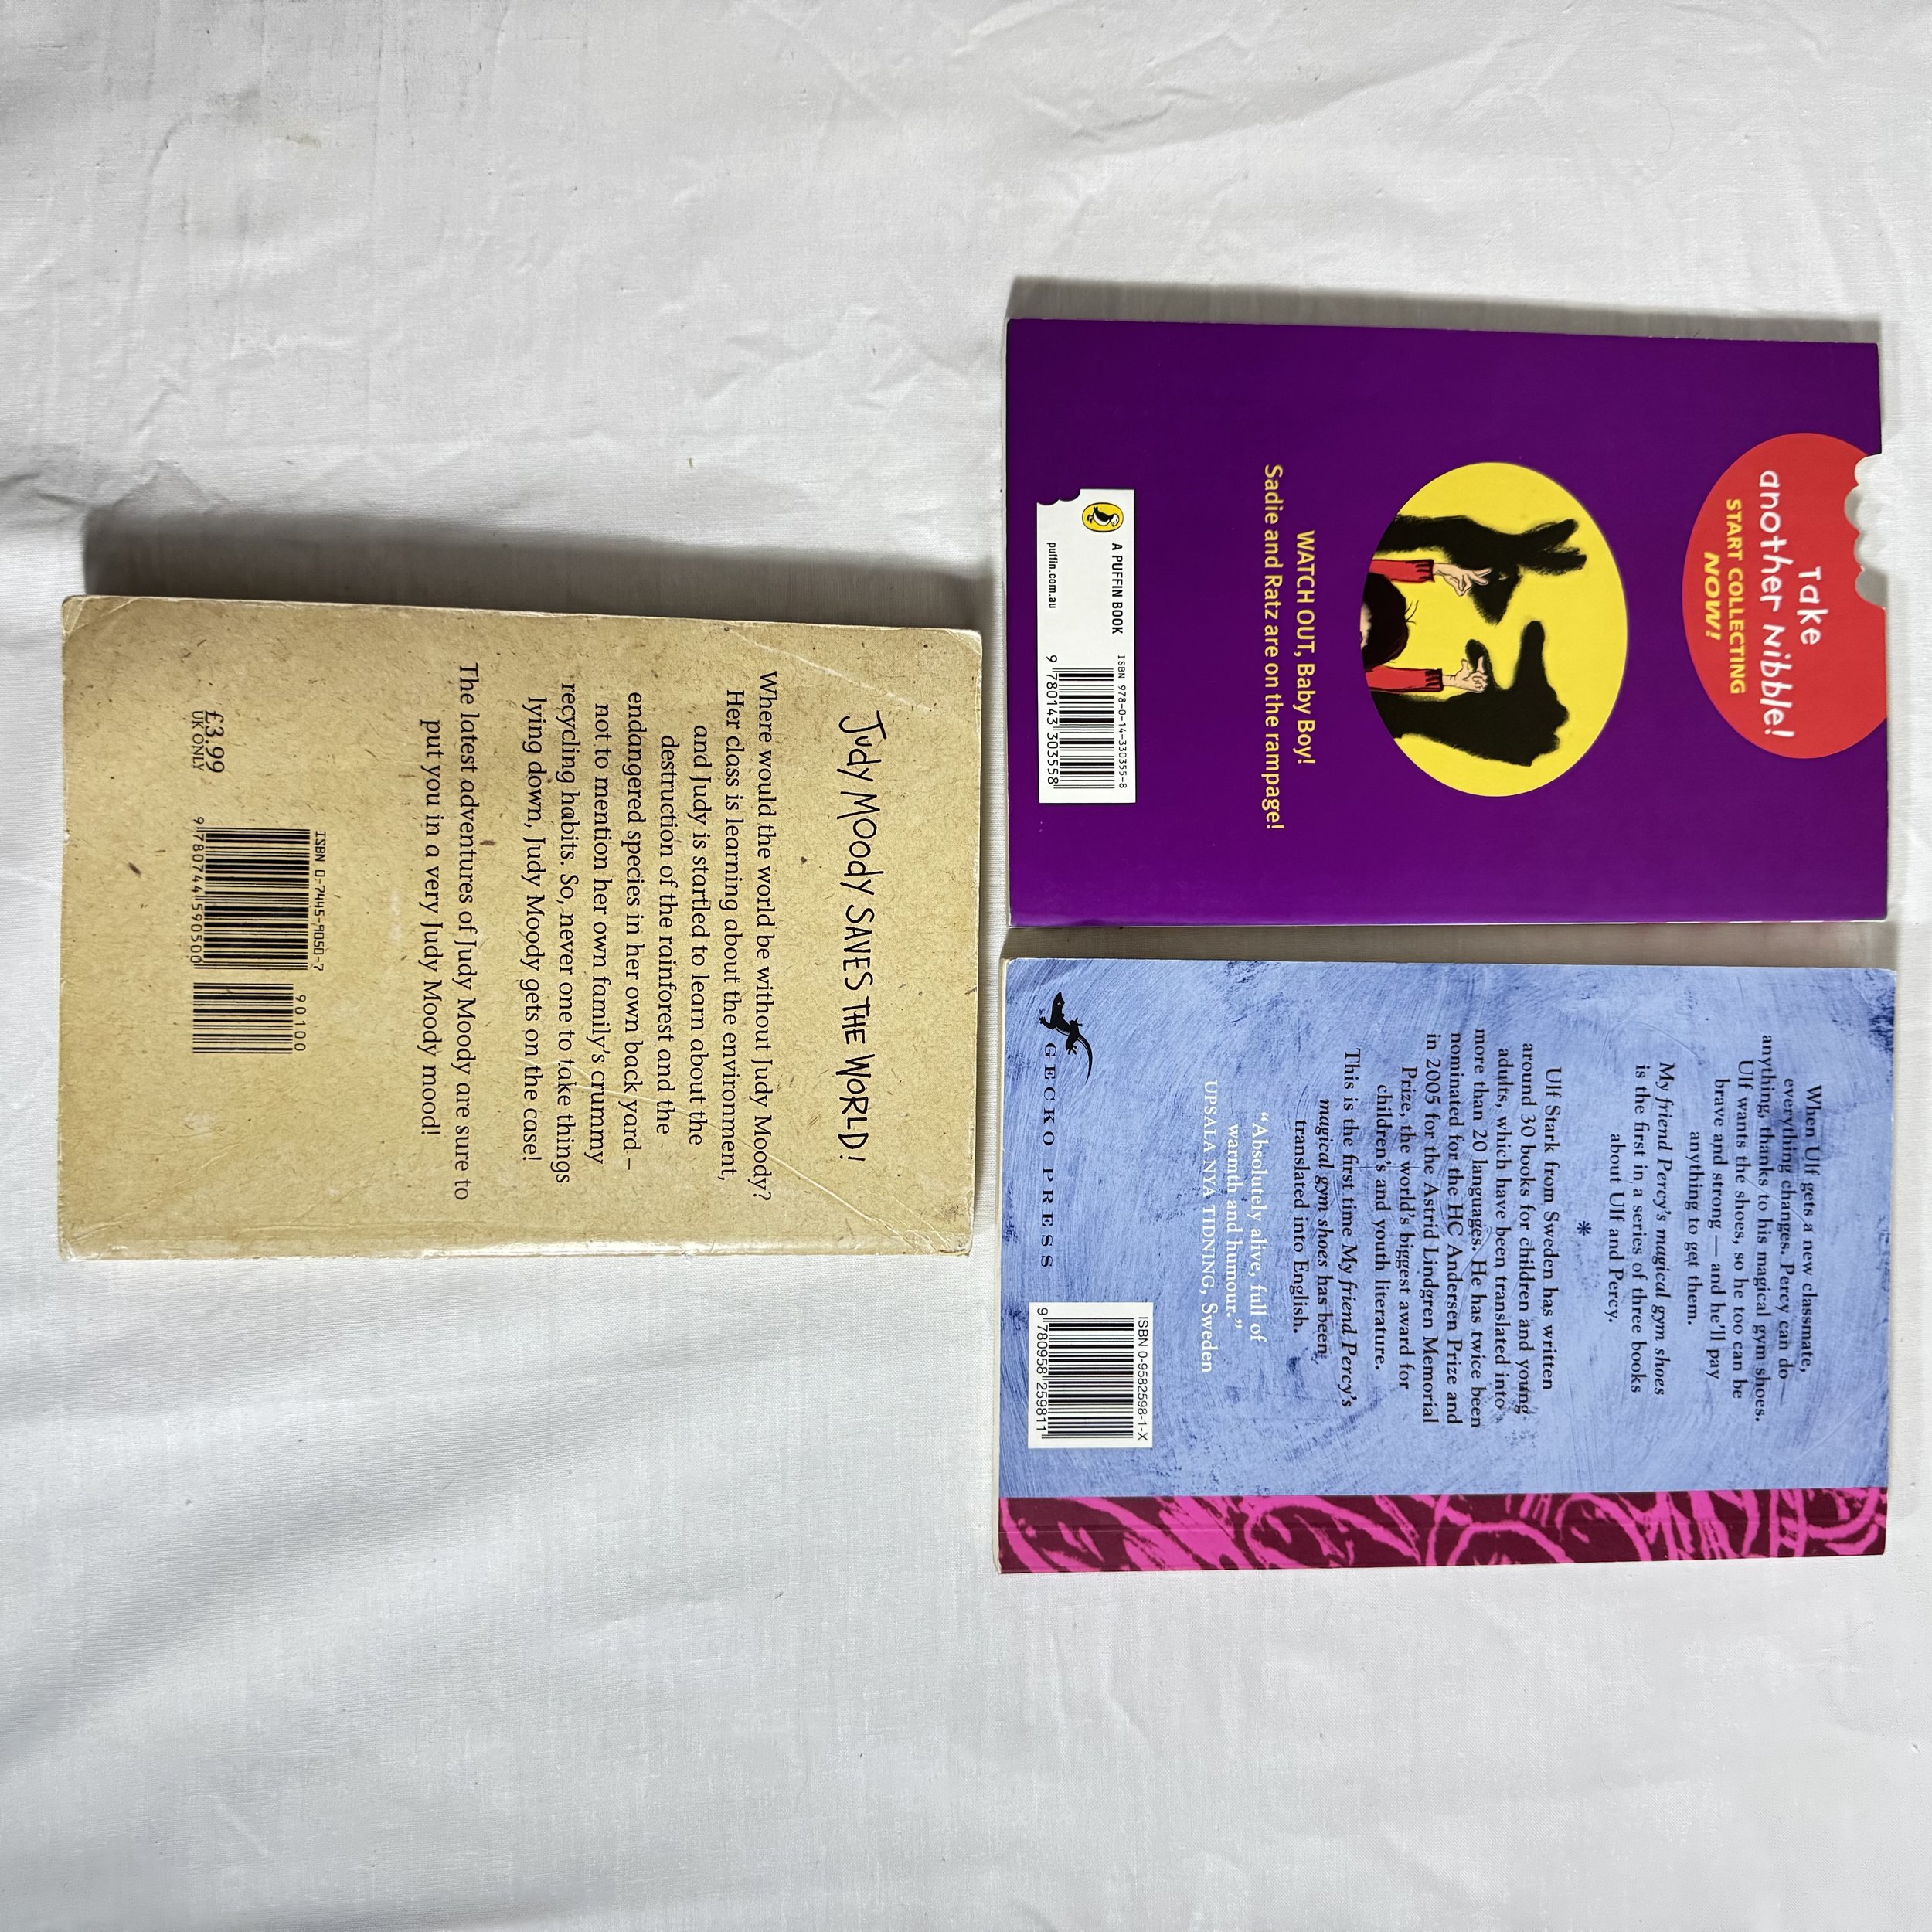 Take
another Nibble!
START COLLECTING
NOW!
WATCH OUT, Baby Boy!
Sadie and Ratz are on the rampage!
A PUFFIN BOOK
puffin.com.au
ISBN 978-0-14-330355-8
9 780143 303558
When Ulf gets a new classmate,
everything changes. Percy can do —
anything, thanks to his magical gym shoes.
Ulf wants the shoes, so he too can be
brave and strong — and he'll pay
anything to get them.
My friend Percy's magical gym shoes
is the first in a series of three books
about Ulf and Percy.
*
Ulf Stark from Sweden has written
around 30 books for children and young
adults, which have been translated into
more than 20 languages. He has twice been
nominated for the HC Andersen Prize and
in 2005 for the Astrid Lindgren Memorial
Prize, the world's biggest award for
children's and youth literature.
This is the first time My friend Percy's
magical gym shoes has been
translated into English.
"Absolutely alive, full of
warmth and humour."
UPSALA NYA TIDNING, Sweden
GECKO PRESS
ISBN 0-9582598-1-X
9 780958 259811
Judy Moody SAVES THE WORLD!
Where would the world be without Judy Moody?
Her class is learning about the environment,
and Judy is startled to learn about the
destruction of the rainforest and the
endangered species in her own back yard –
not to mention her own family's crummy
recycling habits. So, never one to take things
lying down, Judy Moody gets on the case!
The latest adventures of Judy Moody are sure to
put you in a very Judy Moody mood!
£3.99
UK ONLY
ISBN 0-7445-9050-7
90100
9 780744 590500